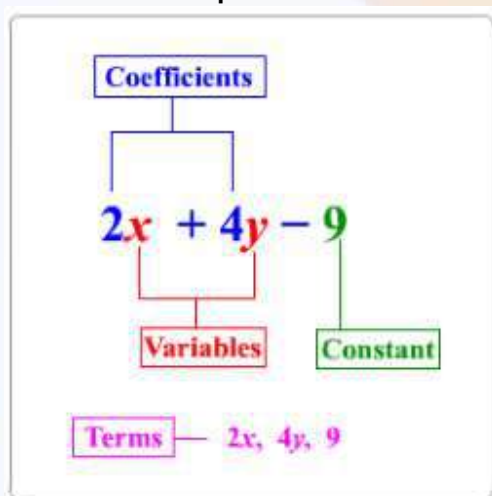 Coefficients
2x + 4y − 9
Variables
Constant
Terms 2x, 4y, 9